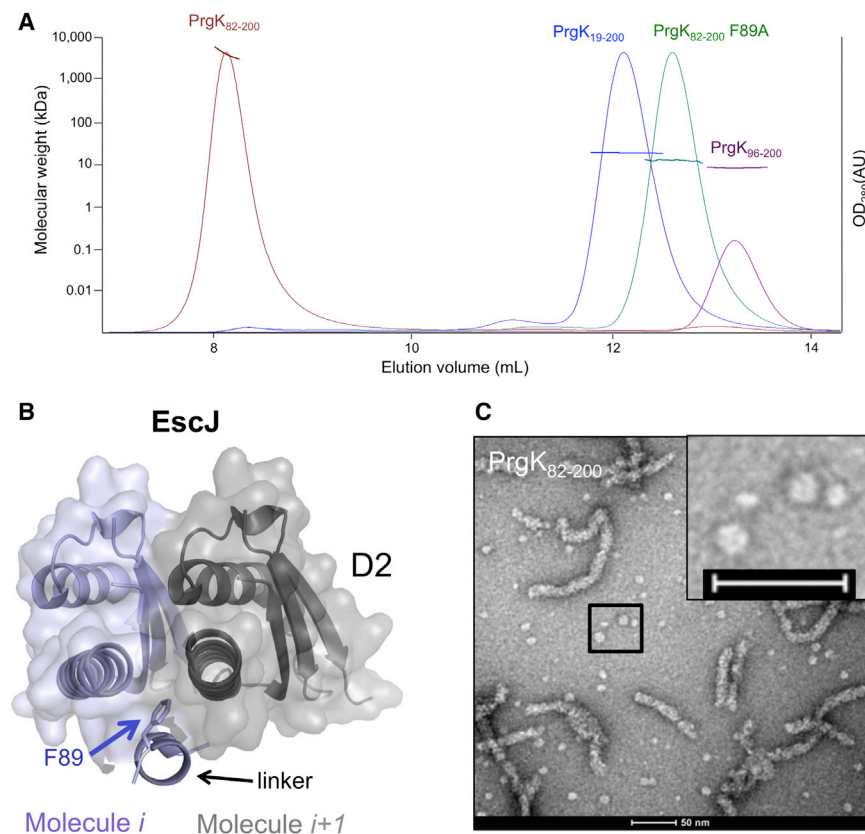 A
PrgK82-200
PrgK19-200
PrgK82-200 F89A
PrgK96-200
10,000
1,000
100
10
1
0.1
0.01
Molecular weight (kDa)
OD280(AU)
8
10
12
14
Elution volume (mL)
B
EscJ
D2
F89
linker
Molecule i
Molecule i+1
C
PrgK82-200
50 nm